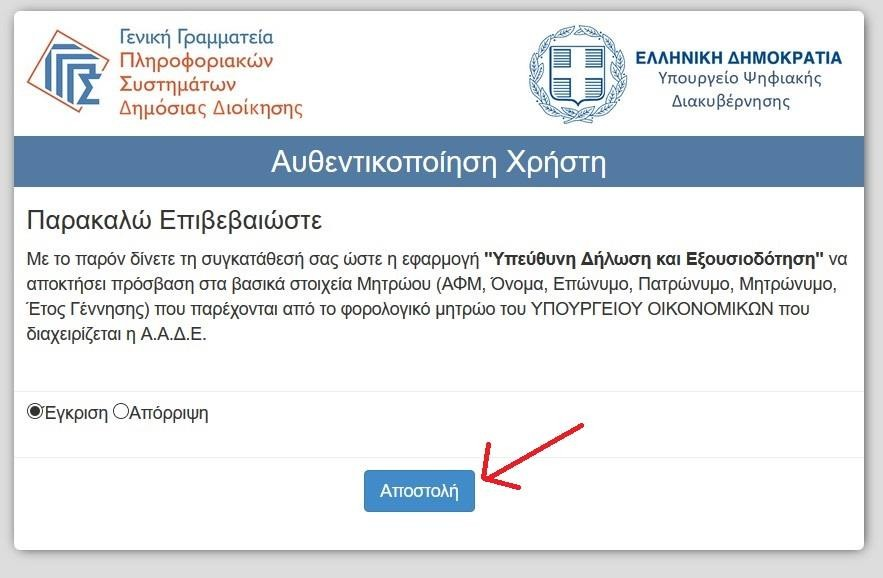 Γενική Γραμματεία
Πληροφοριακών
Συστημάτων
Δημόσιας Διοίκησης
ΕΛΛΗΝΙΚΗ ΔΗΜΟΚΡΑΤΙΑ
Υπουργείο Ψηφιακής
Διακυβέρνησης
Αυθεντικοποίηση Χρήστη
Παρακαλώ Επιβεβαιώστε
Με το παρόν δίνετε τη συγκατάθεσή σας ώστε η εφαρμογή "Υπεύθυνη Δήλωση και Εξουσιοδότηση" να
αποκτήσει πρόσβαση στα βασικά στοιχεία Μητρώου (ΑΦΜ, Όνομα, Επώνυμο, Πατρώνυμο, Μητρώνυμο,
Έτος Γέννησης) που παρέχονται από το φορολογικό μητρώο του ΥΠΟΥΡΓΕΙΟΥ ΟΙΚΟΝΟΜΙΚΩΝ που
διαχειρίζεται η Α.Α.Δ.Ε.
Έγκριση Απόρριψη
Αποστολή